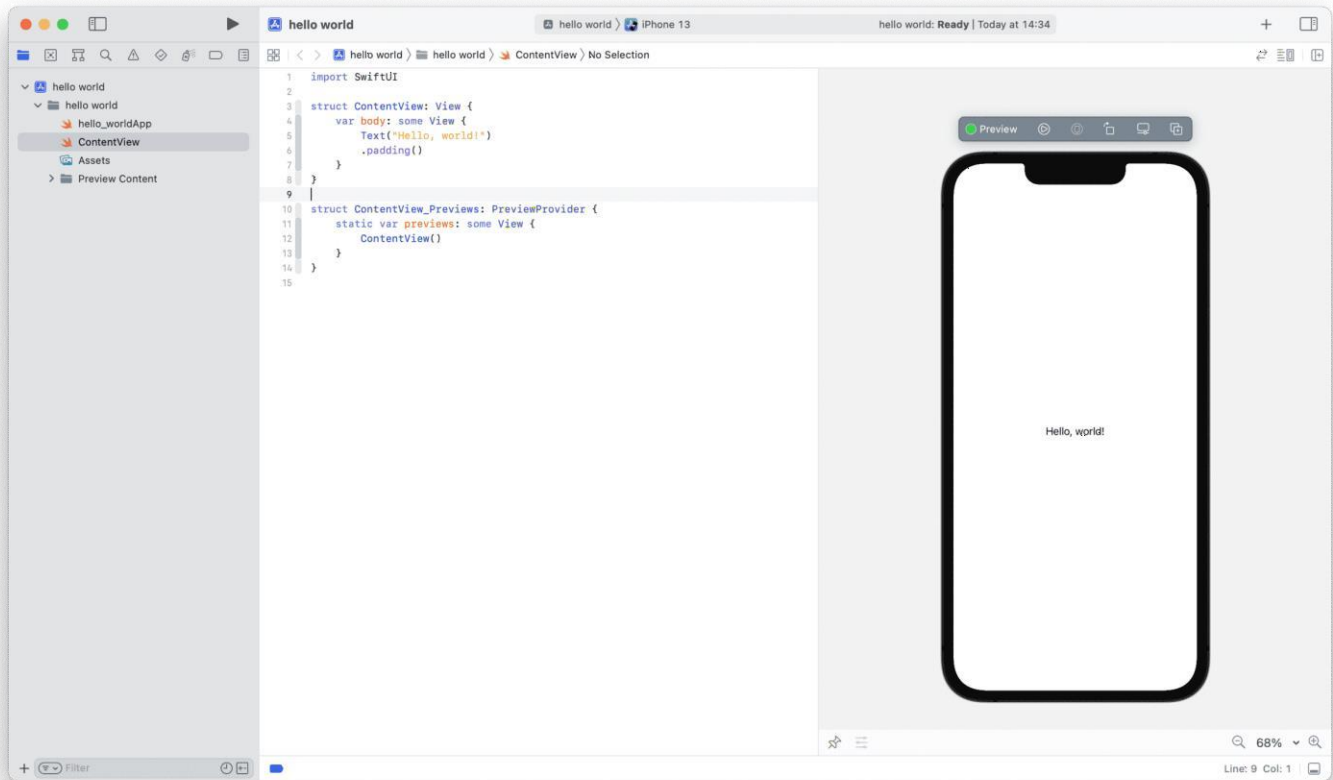 hello world
hello world 〉 iPhone 13
hello world: Ready | Today at 14:34
hello world 〉 hello world 〉 ContentView 〉 No Selection
hello world
hello world
hello_worldApp
ContentView
Assets
Preview Content
Filter
1 import SwiftUI
2
3 struct ContentView: View {
4     var body: some View {
5         Text("Hello, world!")
6         .padding()
7     }
8 }
9
10 struct ContentView_Previews: PreviewProvider {
11     static var previews: some View {
12         ContentView()
13     }
14 }
15
Preview
Hello, world!
68%
Line: 9 Col: 1